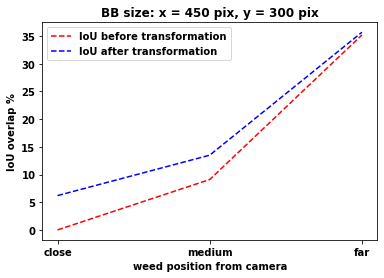 BB size: x = 450 pix, y = 300 pix
IoU before transformation
IoU after transformation
IoU overlap %
35
30
25
20
15
10
5
0
close medium far
weed position from camera